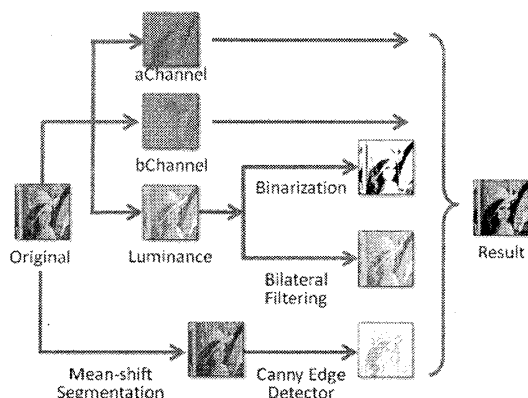 aChannel
bChannel
Binarization
Original
Luminance
Bilateral
Filtering
Result
Mean-shift
Segmentation
Canny Edge
Detector